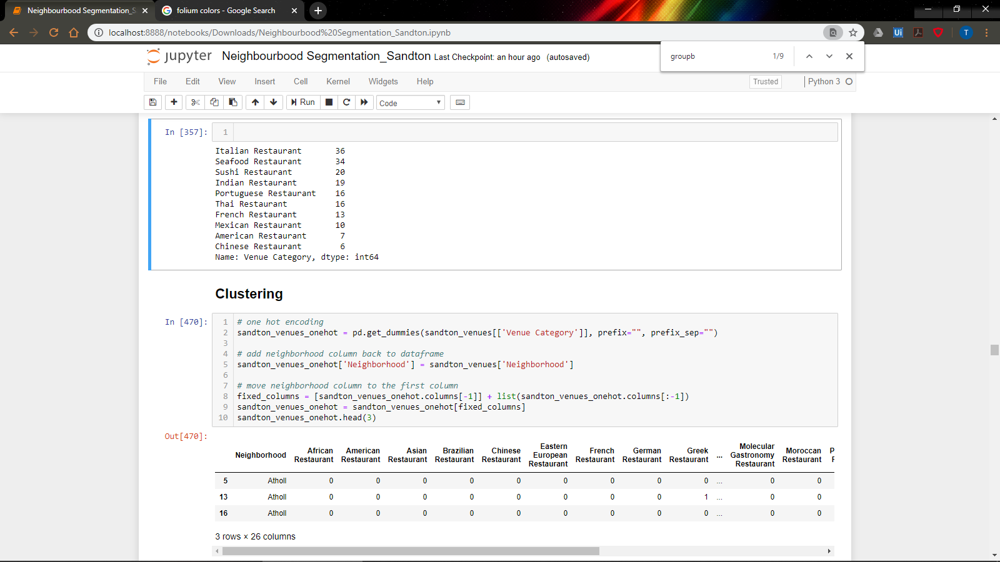 Neighbourbood Segmentation_S
folium colors - Google Search
localhost:8888/notebooks/Downloads/Neighbourbood%20Segmentation_Sandton.ipynb
Ui
T
jupyter Neighbourbood Segmentation_Sandton Last Checkpoint: an hour ago (autosaved)
groupb 1/9
File Edit View Insert Cell Kernel Widgets Help
Trusted Python 3
Run Code
In [357]: 1
Italian Restaurant 36
Seafood Restaurant 34
Sushi Restaurant 20
Indian Restaurant 19
Portuguese Restaurant 16
Thai Restaurant 16
French Restaurant 13
Mexican Restaurant 10
American Restaurant 7
Chinese Restaurant 6
Name: Venue Category, dtype: int64
Clustering
In [470]: 1 # one hot encoding
2 sandton_venues_onehot = pd.get_dummies(sandton_venues[['Venue Category']], prefix="", prefix_sep="")
3
4 # add neighborhood column back to dataframe
5 sandton_venues_onehot['Neighborhood'] = sandton_venues['Neighborhood']
6
7 # move neighborhood column to the first column
8 fixed_columns = [sandton_venues_onehot.columns[-1]] + list(sandton_venues_onehot.columns[:-1])
9 sandton_venues_onehot = sandton_venues_onehot[fixed_columns]
10 sandton_venues_onehot.head(3)
Out[470]:
Neighborhood African Restaurant American Restaurant Asian Restaurant Brazilian Restaurant Chinese Restaurant Eastern European Restaurant French Restaurant German Restaurant Greek Restaurant ... Molecular Gastronomy Restaurant Moroccan Restaurant P F
5 Atholl 0 0 0 0 0 0 0 0 0 ... 0 0
13 Atholl 0 0 0 0 0 0 0 0 1 ... 0 0
16 Atholl 0 0 0 0 0 0 0 0 0 ... 0 0
3 rows × 26 columns